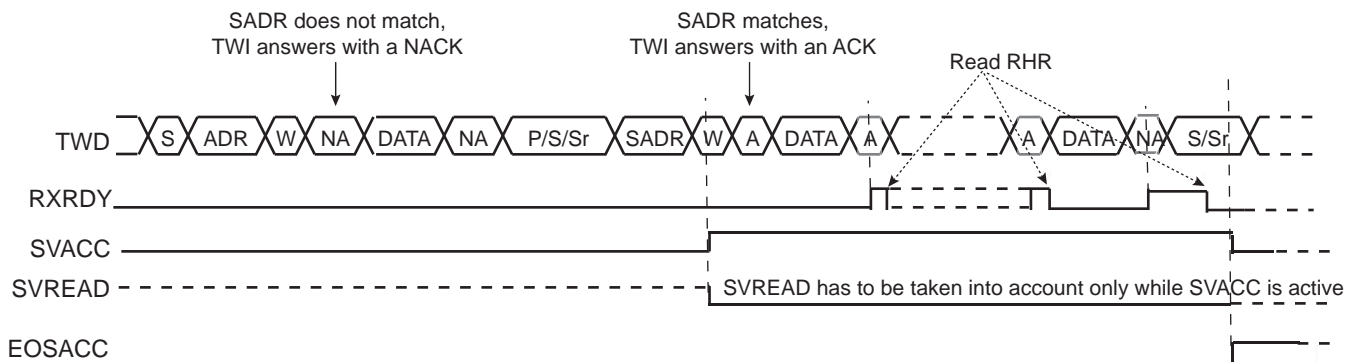 SADR does not match,
TWI answers with a NACK
SADR matches,
TWI answers with an ACK
Read RHR
TWD S ADR W NA DATA NA P/S/Sr SADR W A DATA A A DATA NA S/Sr
RXRDY
SVACC
SVREAD SVREAD has to be taken into account only while SVACC is active
EOSACC